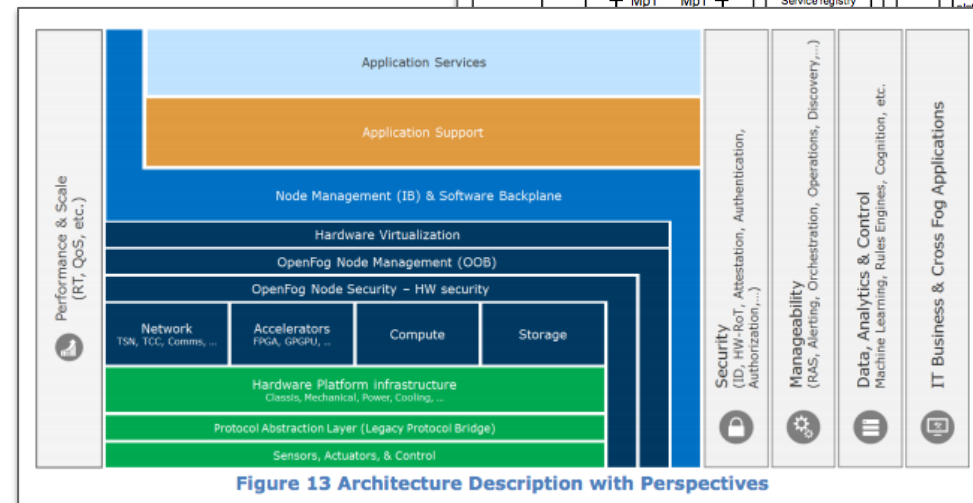 Mp1 Mp1
Service registry
Performance & Scale
(RT, QoS, etc.)
Application Services
Application Support
Node Management (IB) & Software Backplane
Hardware Virtualization
OpenFog Node Management (OOB)
OpenFog Node Security – HW security
Network
TSN, TCC, Comms, ...
Accelerators
FPGA, GPGPU, ...
Compute
Storage
Hardware Platform infrastructure
Classis, Mechanical, Power, Cooling, ...
Protocol Abstraction Layer (Legacy Protocol Bridge)
Sensors, Actuators, & Control
Security
(ID, HW-RoT, Attestation, Authentication,
Authorization,...)
Manageability
(RAS, Alerting, Orchestration, Operations, Discovery,...)
Data, Analytics & Control
Machine Learning, Rules Engines, Cognition, etc.
IT Business & Cross Fog Applications
Figure 13 Architecture Description with Perspectives